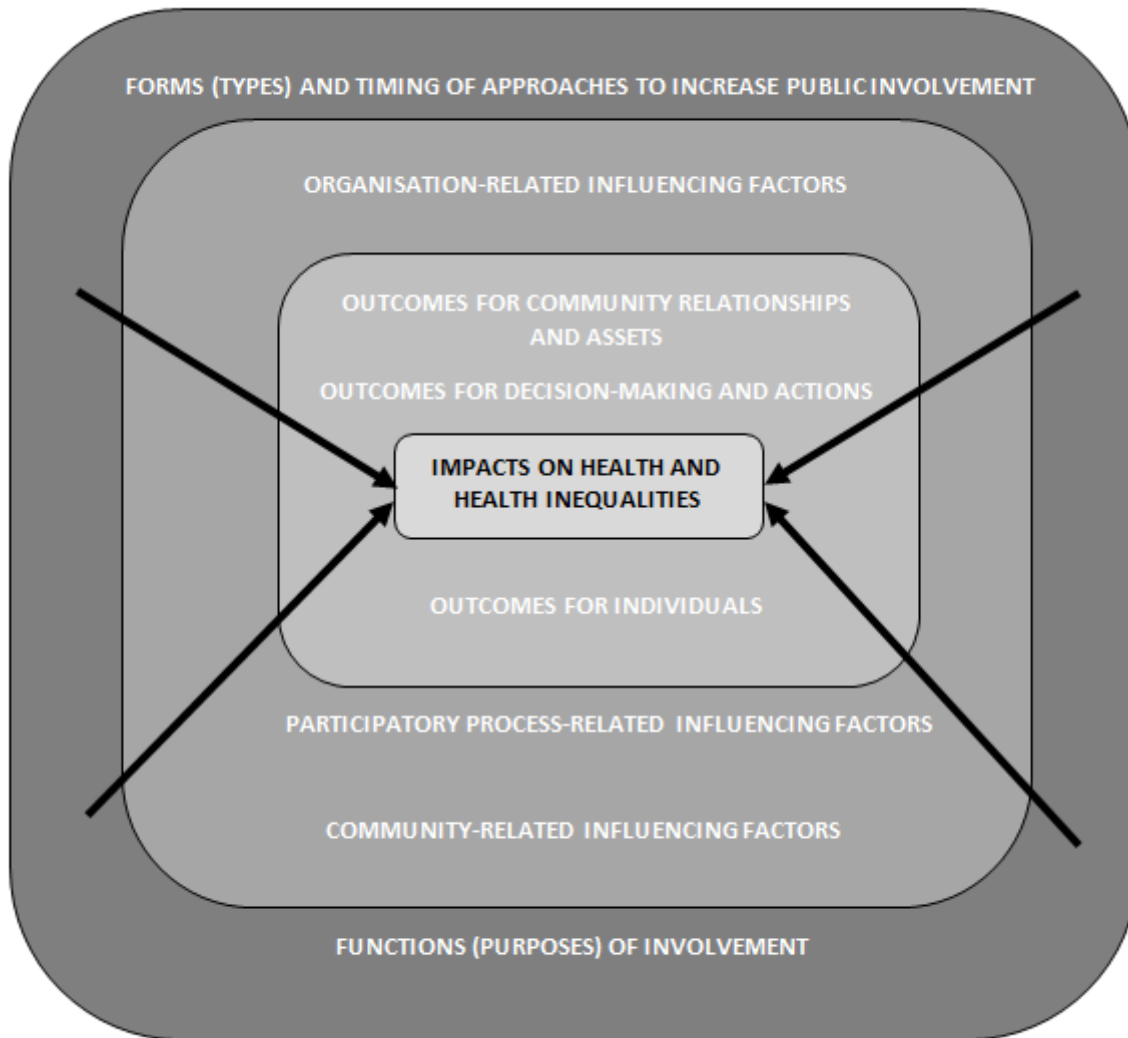 FORMS (TYPES) AND TIMING OF APPROACHES TO INCREASE PUBLIC INVOLVEMENT
ORGANISATION-RELATED INFLUENCING FACTORS
OUTCOMES FOR COMMUNITY RELATIONSHIPS
AND ASSETS
OUTCOMES FOR DECISION-MAKING AND ACTIONS
IMPACTS ON HEALTH AND
HEALTH INEQUALITIES
OUTCOMES FOR INDIVIDUALS
PARTICIPATORY PROCESS-RELATED INFLUENCING FACTORS
COMMUNITY-RELATED INFLUENCING FACTORS
FUNCTIONS (PURPOSES) OF INVOLVEMENT